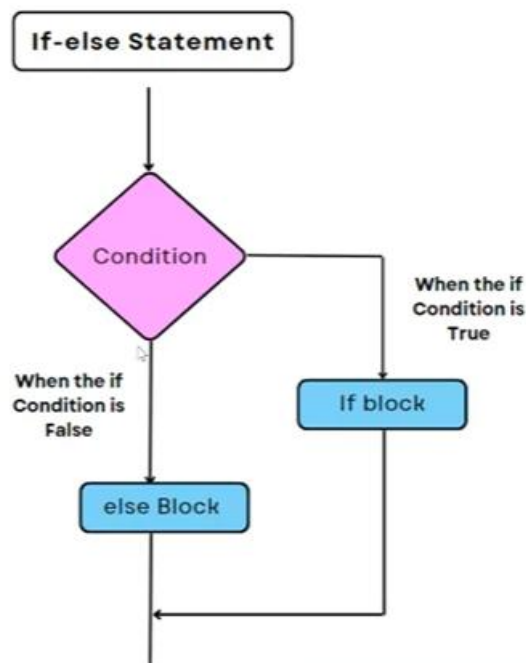 If-else Statement
Condition
When the if
Condition is
True
When the if
Condition is
False
If block
else Block